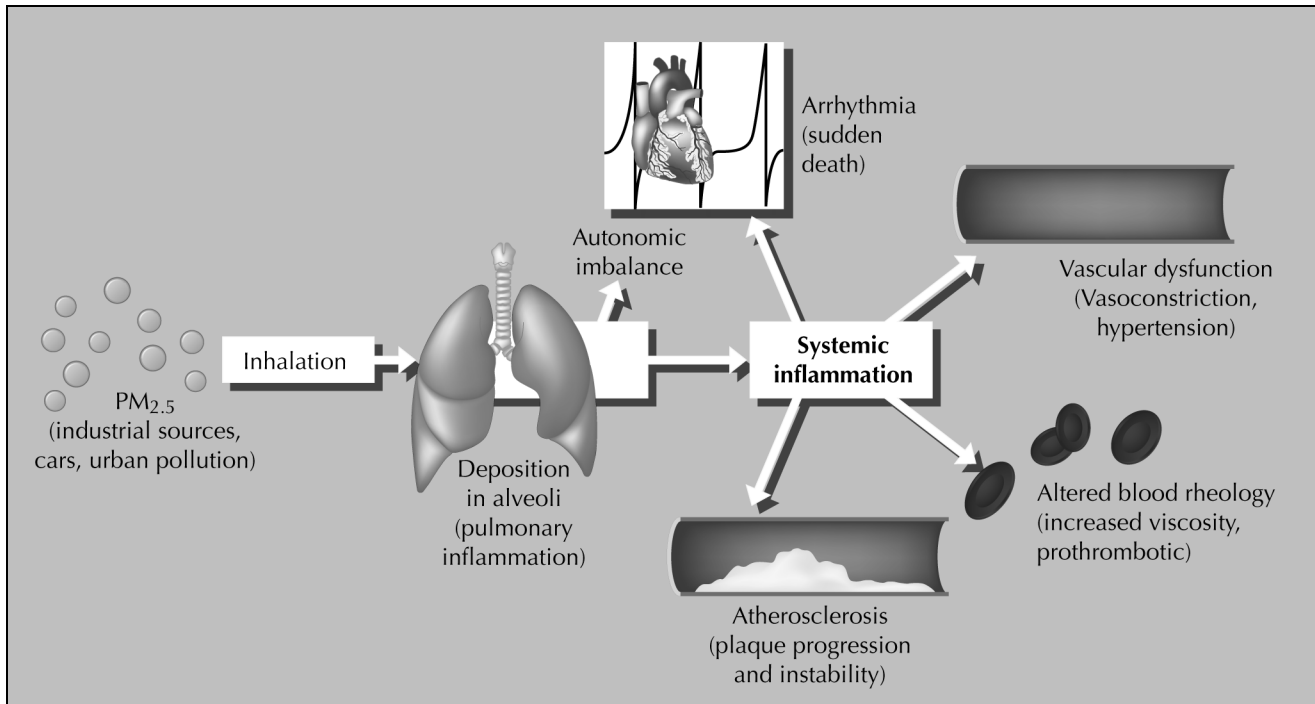 Arrhythmia
(sudden
death)
Autonomic
imbalance
Vascular dysfunction
(Vasoconstriction,
hypertension)
Inhalation
Systemic
inflammation
PM2.5
(industrial sources,
cars, urban pollution)
Deposition
in alveoli
(pulmonary
inflammation)
Altered blood rheology
(increased viscosity,
prothrombotic)
Atherosclerosis
(plaque progression
and instability)